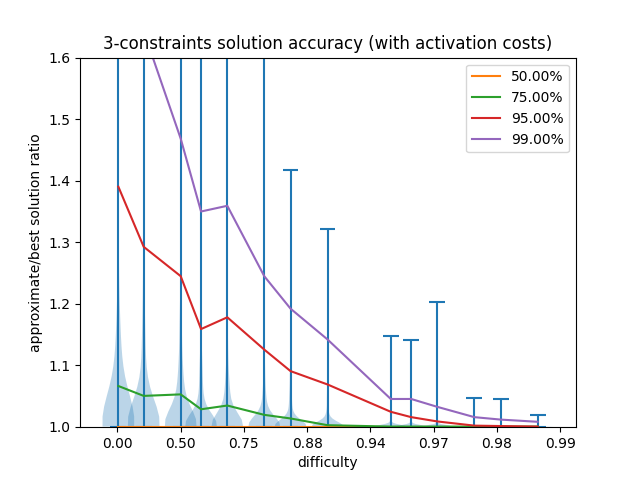 3-constraints solution accuracy (with activation costs)
1.6
1.5
1.4
1.3
1.2
1.1
1.0
approximate/best solution ratio
50.00%
75.00%
95.00%
99.00%
0.00 0.50 0.75 0.88 0.94 0.97 0.98 0.99
difficulty